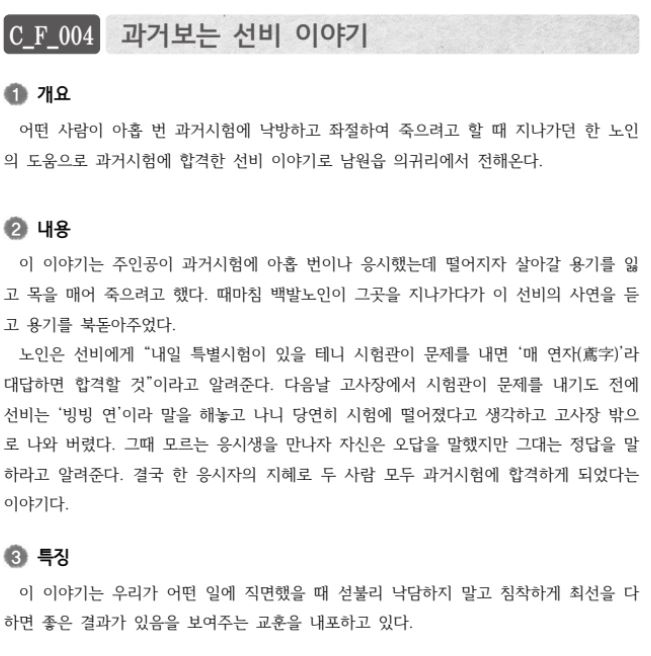 C_F_004 과거보는 선비 이야기
1 개요
어떤 사람이 아홉 번 과거시험에 낙방하고 좌절하여 죽으려고 할 때 지나가던 한 노인
의 도움으로 과거시험에 합격한 선비 이야기로 남원읍 의귀리에서 전해온다.
2 내용
이 이야기는 주인공이 과거시험에 아홉 번이나 응시했는데 떨어지자 살아갈 용기를 잃
고 목을 매어 죽으려고 했다. 때마침 백발노인이 그곳을 지나가다가 이 선비의 사연을 듣
고 용기를 북돋아주었다.
노인은 선비에게 “내일 특별시험이 있을 테니 시험관이 문제를 내면 ‘매 연자(鳶字)’라
대답하면 합격할 것”이라고 알려준다. 다음날 고사장에서 시험관이 문제를 내기도 전에
선비는 ‘빙빙 연’이라 말을 해놓고 나니 당연히 시험에 떨어졌다고 생각하고 고사장 밖으
로 나와 버렸다. 그때 모르는 응시생을 만나자 자신은 오답을 말했지만 그대는 정답을 말
하라고 알려준다. 결국 한 응시자의 지혜로 두 사람 모두 과거시험에 합격하게 되었다는
이야기다.
3 특징
이 이야기는 우리가 어떤 일에 직면했을 때 섣불리 낙담하지 말고 침착하게 최선을 다
하면 좋은 결과가 있음을 보여주는 교훈을 내포하고 있다.